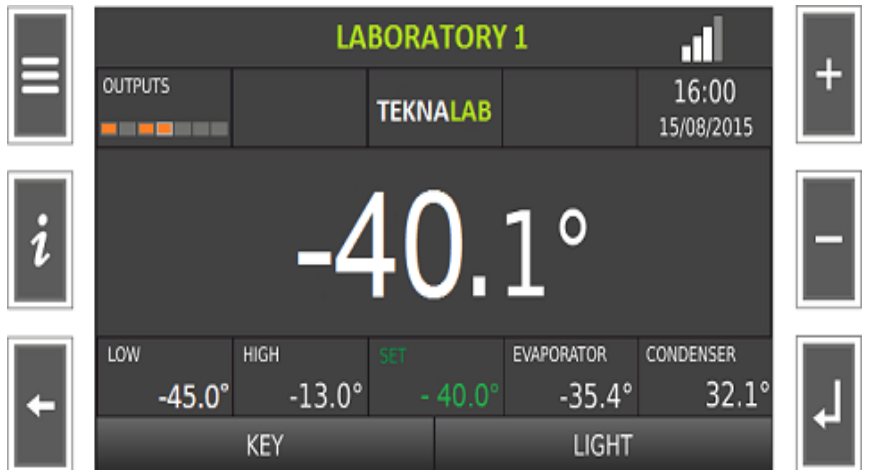 LABORATORY 1
OUTPUTS
TEKNALAB
16:00
15/08/2015
i
+
-
-40.1°
LOW
-45.0°
HIGH
-13.0°
SET
- 40.0°
EVAPORATOR
-35.4°
CONDENSER
32.1°
KEY
LIGHT